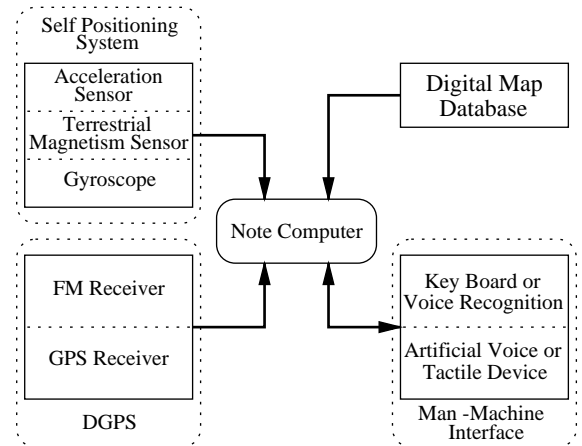 Self Positioning
System
Acceleration
Sensor
Terrestrial
Magnetism Sensor
Gyroscope
Digital Map
Database
Note Computer
FM Receiver
GPS Receiver
DGPS
Key Board or
Voice Recognition
Artificial Voice or
Tactile Device
Man -Machine
Interface